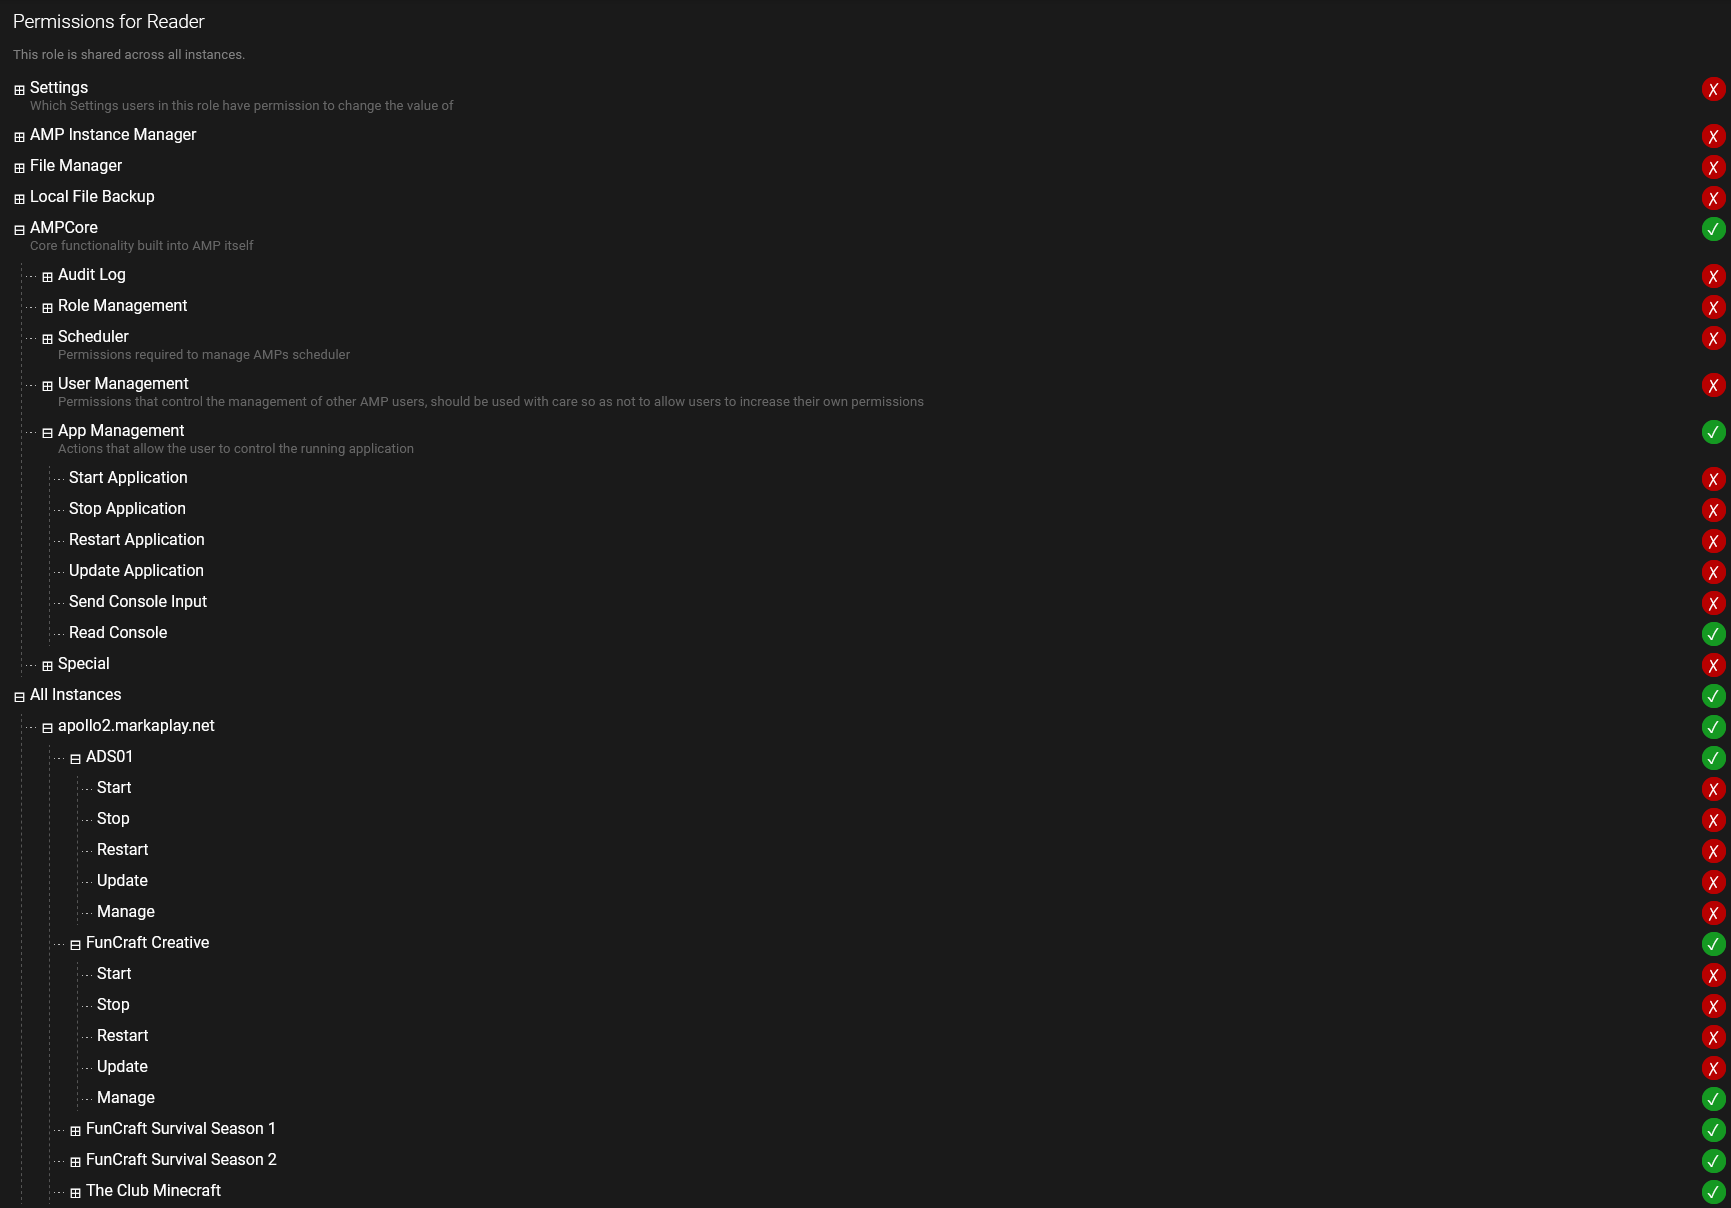 Permissions for Reader
This role is shared across all instances.
Settings
Which Settings users in this role have permission to change the value of
AMP Instance Manager
File Manager
Local File Backup
AMPCore
Core functionality built into AMP itself
Audit Log
Role Management
Scheduler
Permissions required to manage AMPs scheduler
User Management
Permissions that control the management of other AMP users, should be used with care so as not to allow users to increase their own permissions
App Management
Actions that allow the user to control the running application
Start Application
Stop Application
Restart Application
Update Application
Send Console Input
Read Console
Special
All Instances
apollo2.markaplay.net
ADS01
Start
Stop
Restart
Update
Manage
FunCraft Creative
Start
Stop
Restart
Update
Manage
FunCraft Survival Season 1
FunCraft Survival Season 2
The Club Minecraft